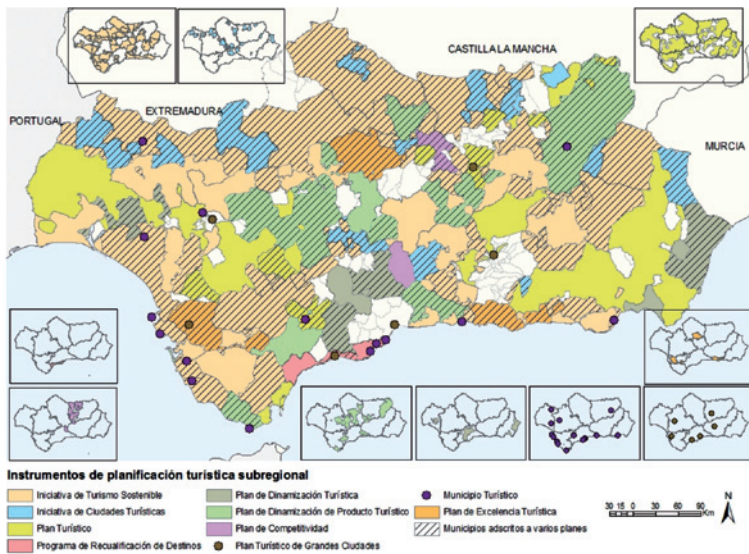 CASTILLA LA MANCHA
EXTREMADURA
PORTUGAL
MURCIA
Instrumentos de planificación turística subregional
Iniciativa de Turismo Sostenible
Iniciativa de Ciudades Turísticas
Plan Turístico
Programa de Recualificación de Destinos
Plan de Dinamización Turística
Plan de Dinamización de Producto Turístico
Plan de Competitividad
Plan Turístico de Grandes Ciudades
Municipio Turístico
Plan de Excelencia Turística
Municipios adscritos a varios planes
30 15 0 30 60 90
Km
N